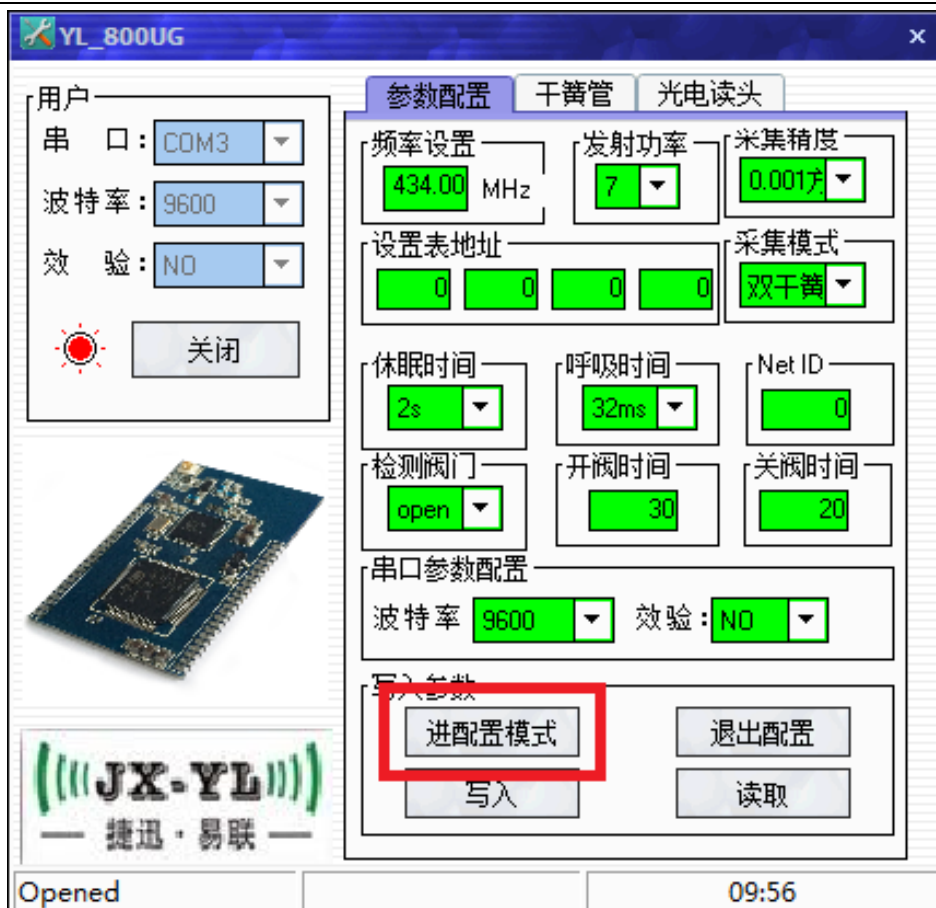 YL_800UG
×
用户
串 口: COM3
波特率: 9600
效 验: NO
关闭
JX-YL
捷迅·易联
参数配置 干簧管 光电读头
频率设置
434.00 MHz
发射功率
7
采集精度
0.001方
设置表地址
0 0 0 0
采集模式
双干簧
休眠时间
2s
呼吸时间
32ms
Net ID
0
检测阀门
open
开阀时间
30
关阀时间
20
串口参数配置
波特率 9600 效验: NO
写入参数
进配置模式 退出配置
写入 读取
Opened 09:56